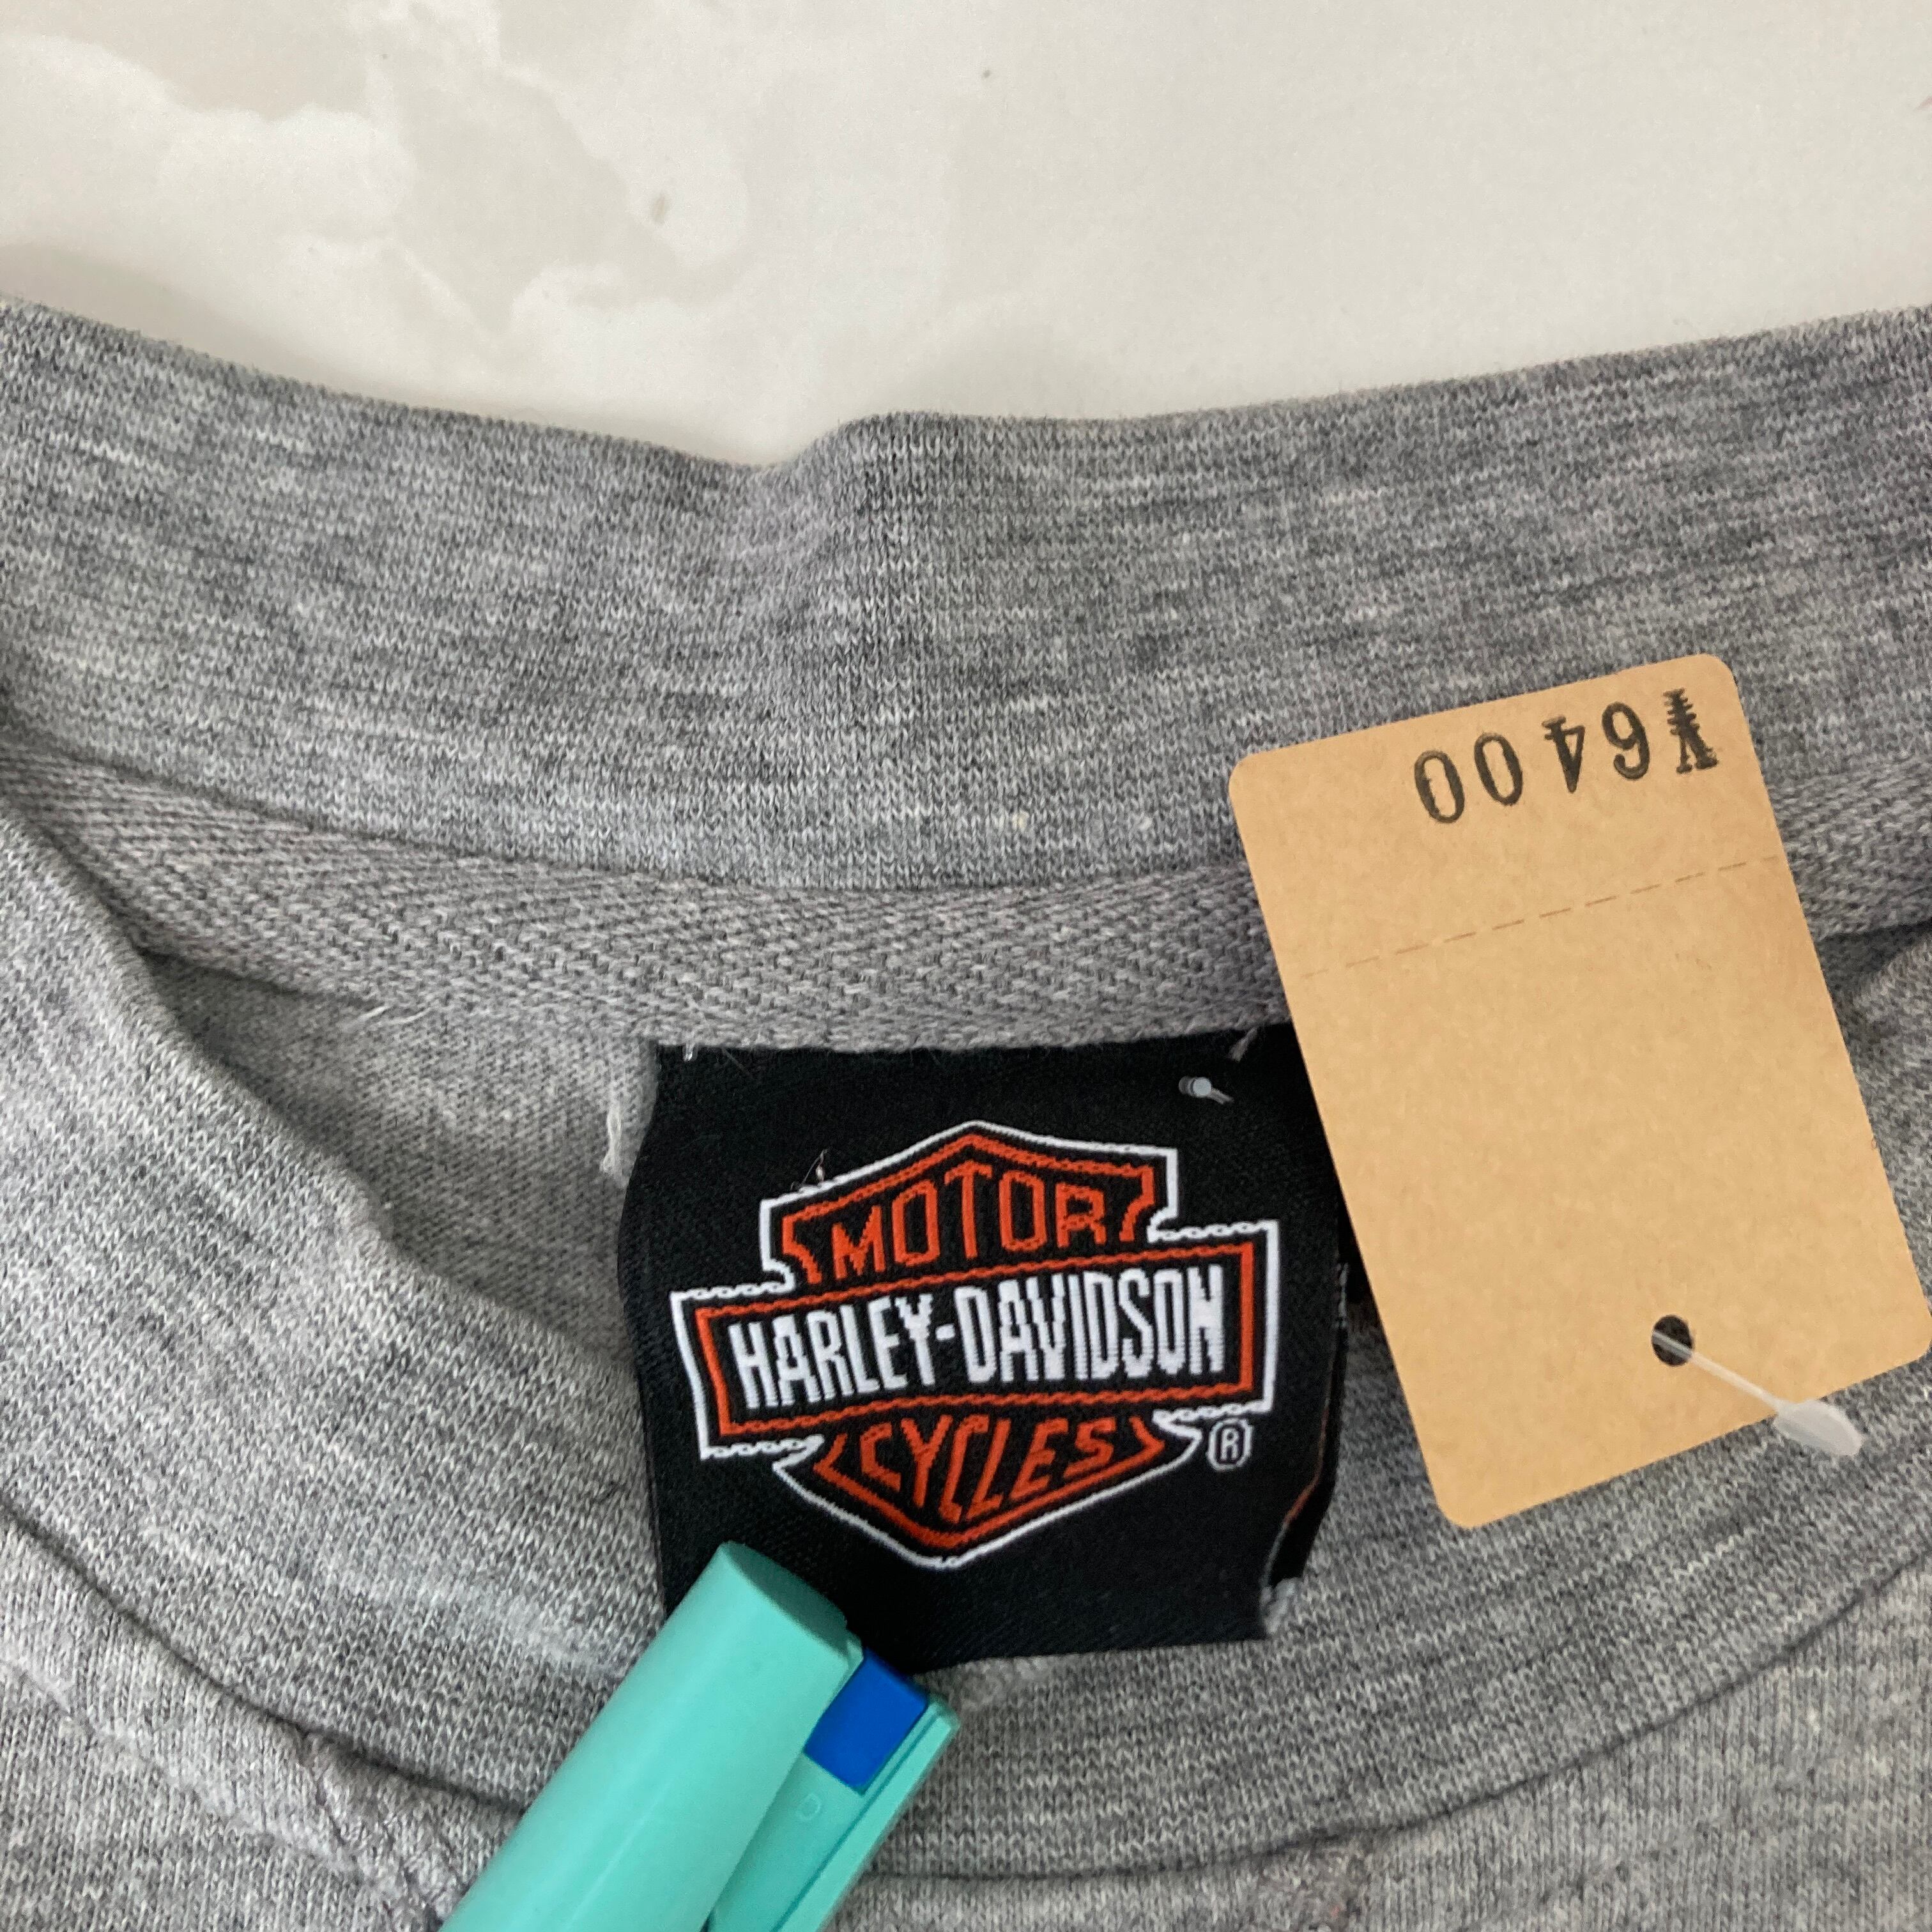 ¥6400
MOTOR
HARLEY-DAVIDSON
CYCLES
®